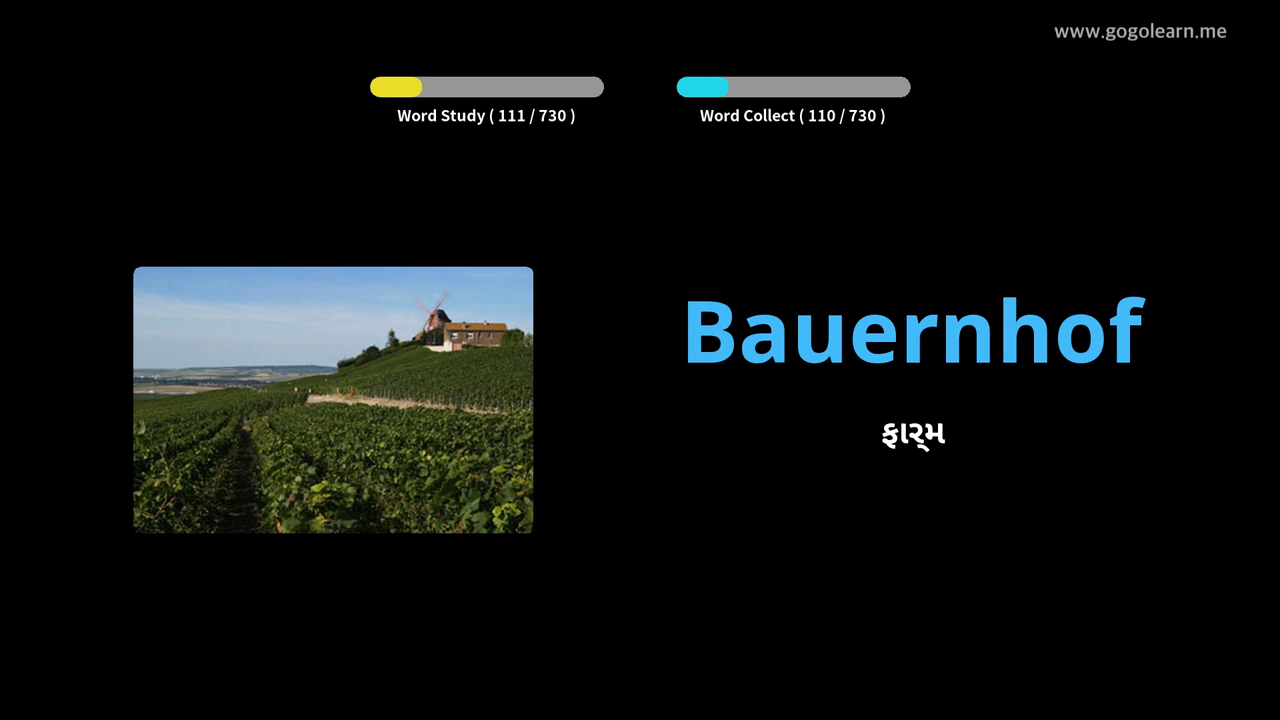 www.gogolearn.me
Word Study ( 111 / 730 )
Word Collect ( 110 / 730 )
Bauernhof
ફાર્મ